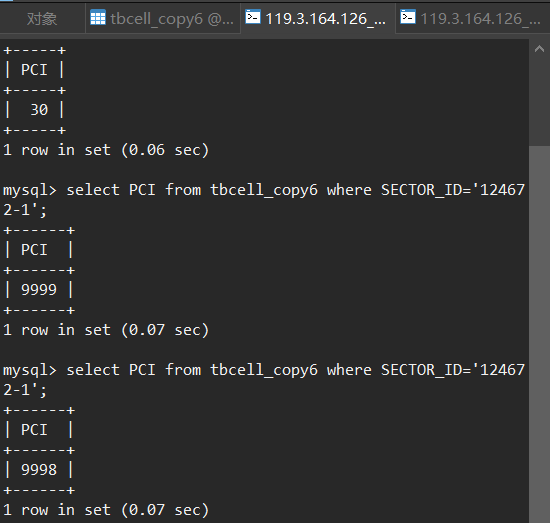 对象
tbcell_copy6 @...
119.3.164.126_...
119.3.164.126_...
+-----+
| PCI |
+-----+
|  30 |
+-----+
1 row in set (0.06 sec)
mysql> select PCI from tbcell_copy6 where SECTOR_ID='12467
2-1';
+------+
| PCI  |
+------+
| 9999 |
+------+
1 row in set (0.07 sec)
mysql> select PCI from tbcell_copy6 where SECTOR_ID='12467
2-1';
+------+
| PCI  |
+------+
| 9998 |
+------+
1 row in set (0.07 sec)